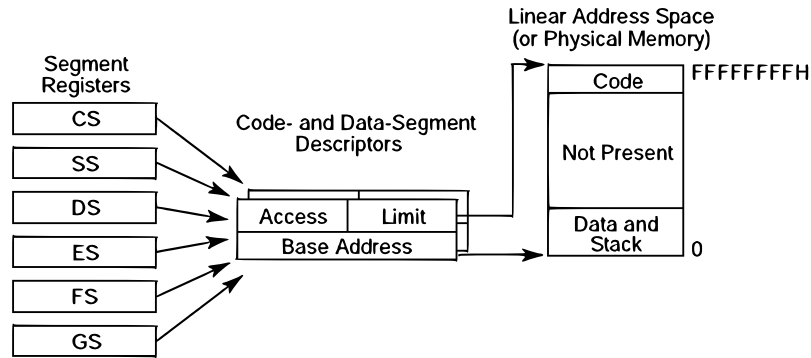 Linear Address Space
(or Physical Memory)
Segment
Registers
CS
SS
DS
ES
FS
GS
Code- and Data-Segment
Descriptors
Access
Limit
Base Address
Code
FFFFFFFFH
Not Present
Data and
Stack
0